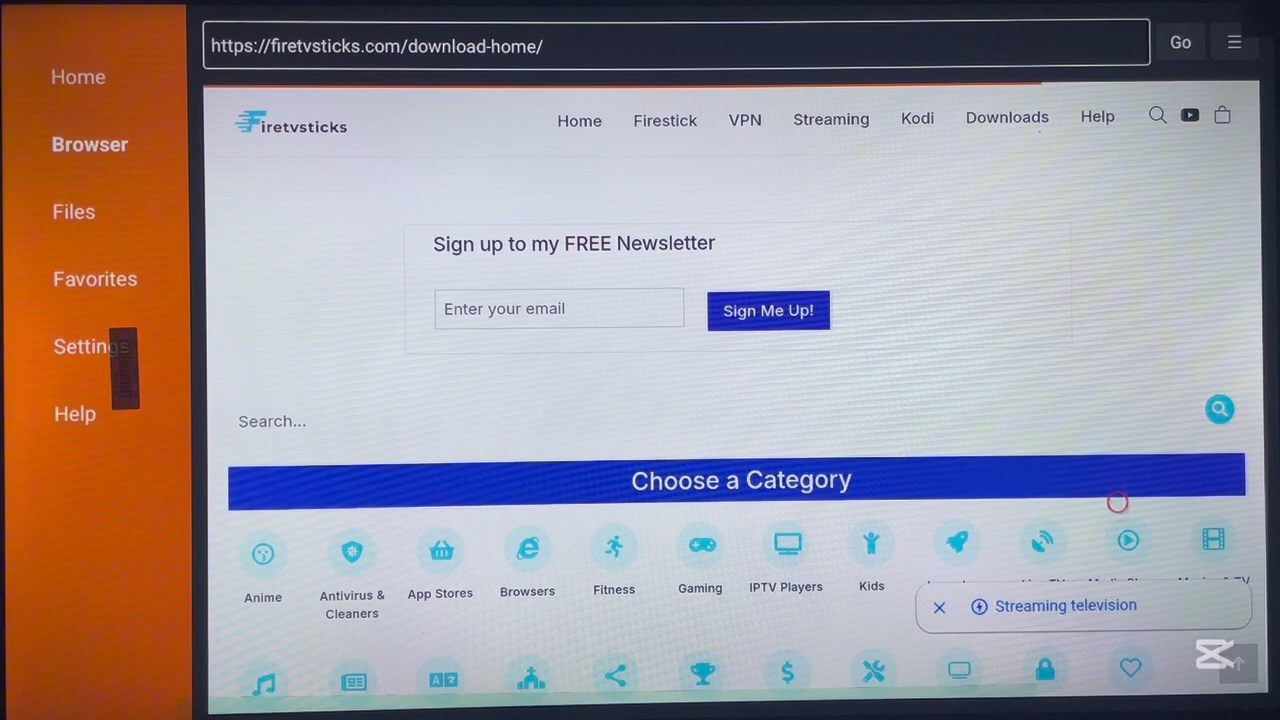 https://firetvsticks.com/download-home/
Go
Home
Browser
Files
Favorites
Settings
Help
Firetvsticks
Home Firestick VPN Streaming Kodi Downloads Help
Sign up to my FREE Newsletter
Enter your email
Sign Me Up!
Search...
Choose a Category
Anime
Antivirus &
Cleaners
App Stores
Browsers
Fitness
Gaming
IPTV Players
Kids
Streaming television